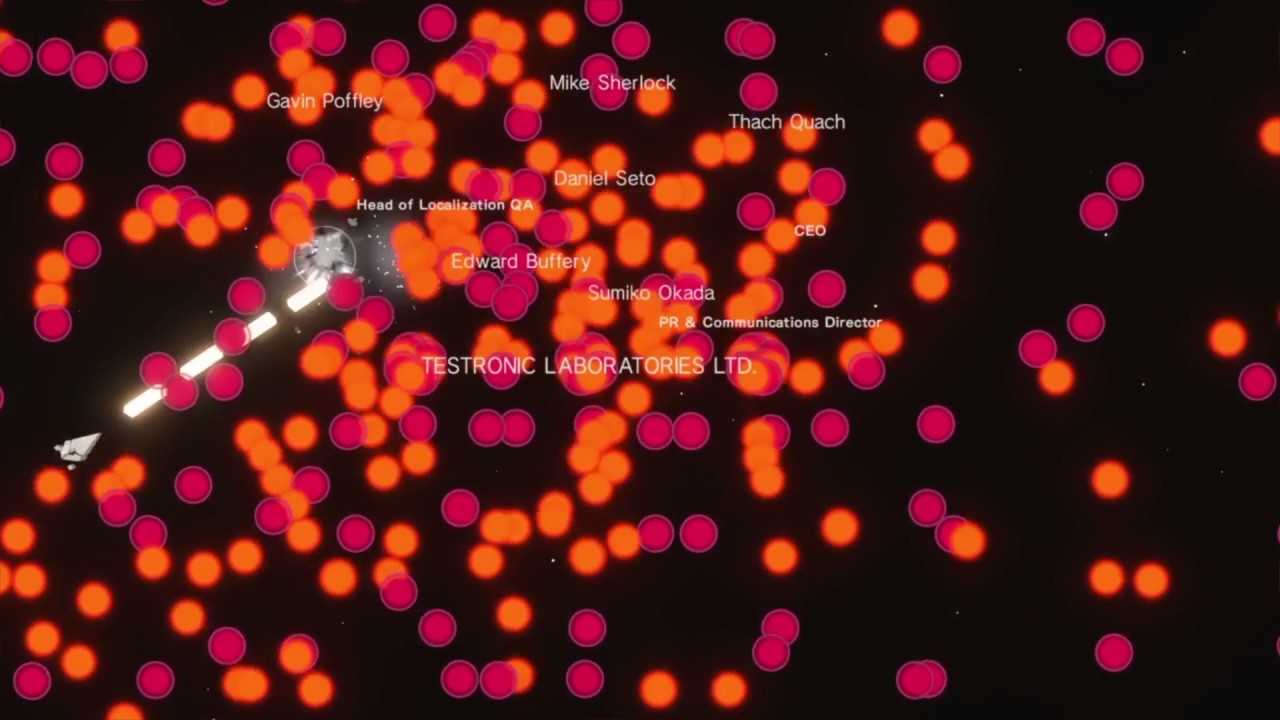 Mike Sherlock
Gavin Poffley
Thach Quach
Daniel Seto
Head of Localization QA
CEO
Edward Buffery
Sumiko Okada
PR & Communications Director
TESTRONIC LABORATORIES LTD.